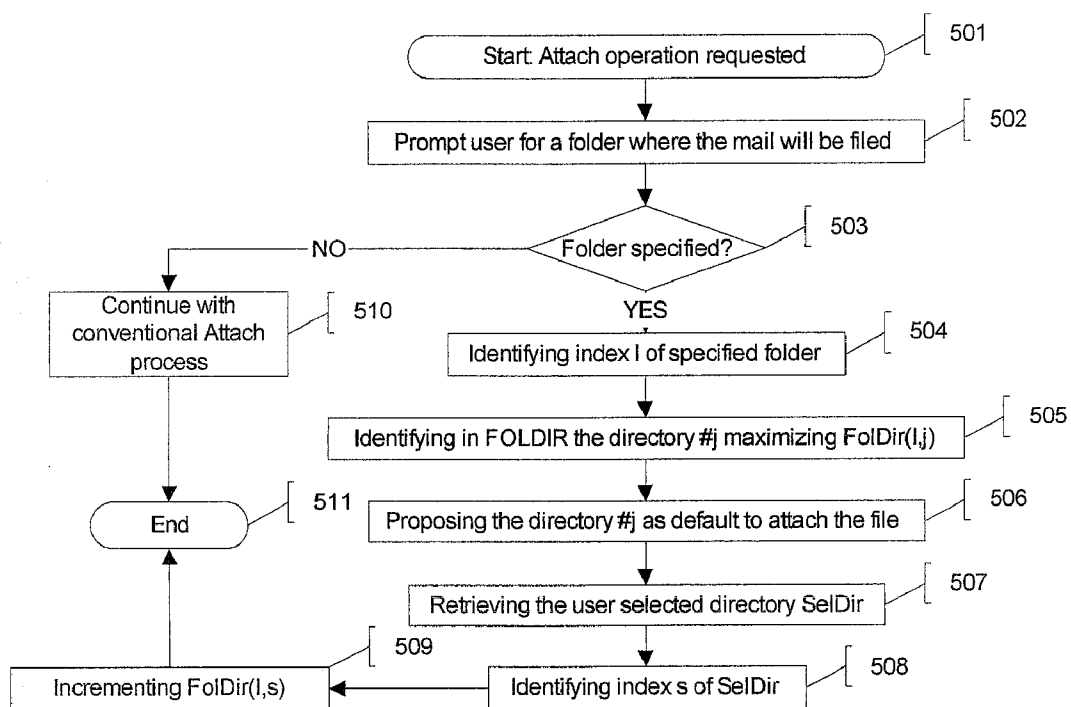 Start: Attach operation requested
501
Prompt user for a folder where the mail will be filed
502
Folder specified?
503
NO
YES
Continue with
conventional Attach
process
510
Identifying index I of specified folder
504
Identifying in FOLDIR the directory #j maximizing FolDir(I,j)
505
End
511
Proposing the directory #j as default to attach the file
506
Retrieving the user selected directory SelDir
507
Incrementing FolDir(I,s)
509
Identifying index s of SelDir
508